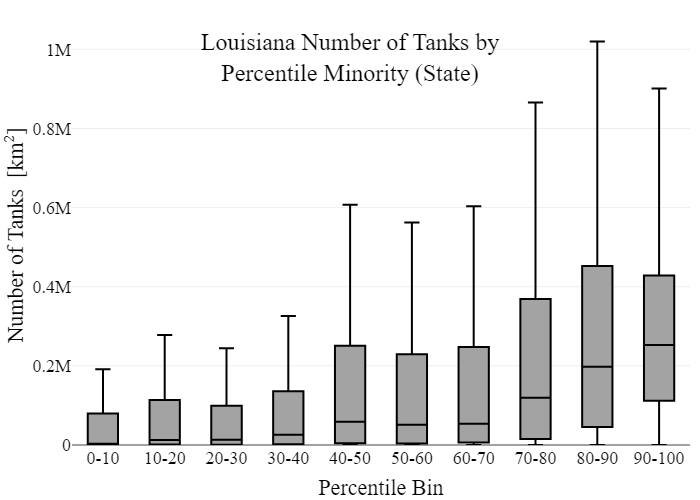 Louisiana Number of Tanks by
Percentile Minority (State)
Number of Tanks [km²]
1M
0.8M
0.6M
0.4M
0.2M
0
0-10 10-20 20-30 30-40 40-50 50-60 60-70 70-80 80-90 90-100
Percentile Bin